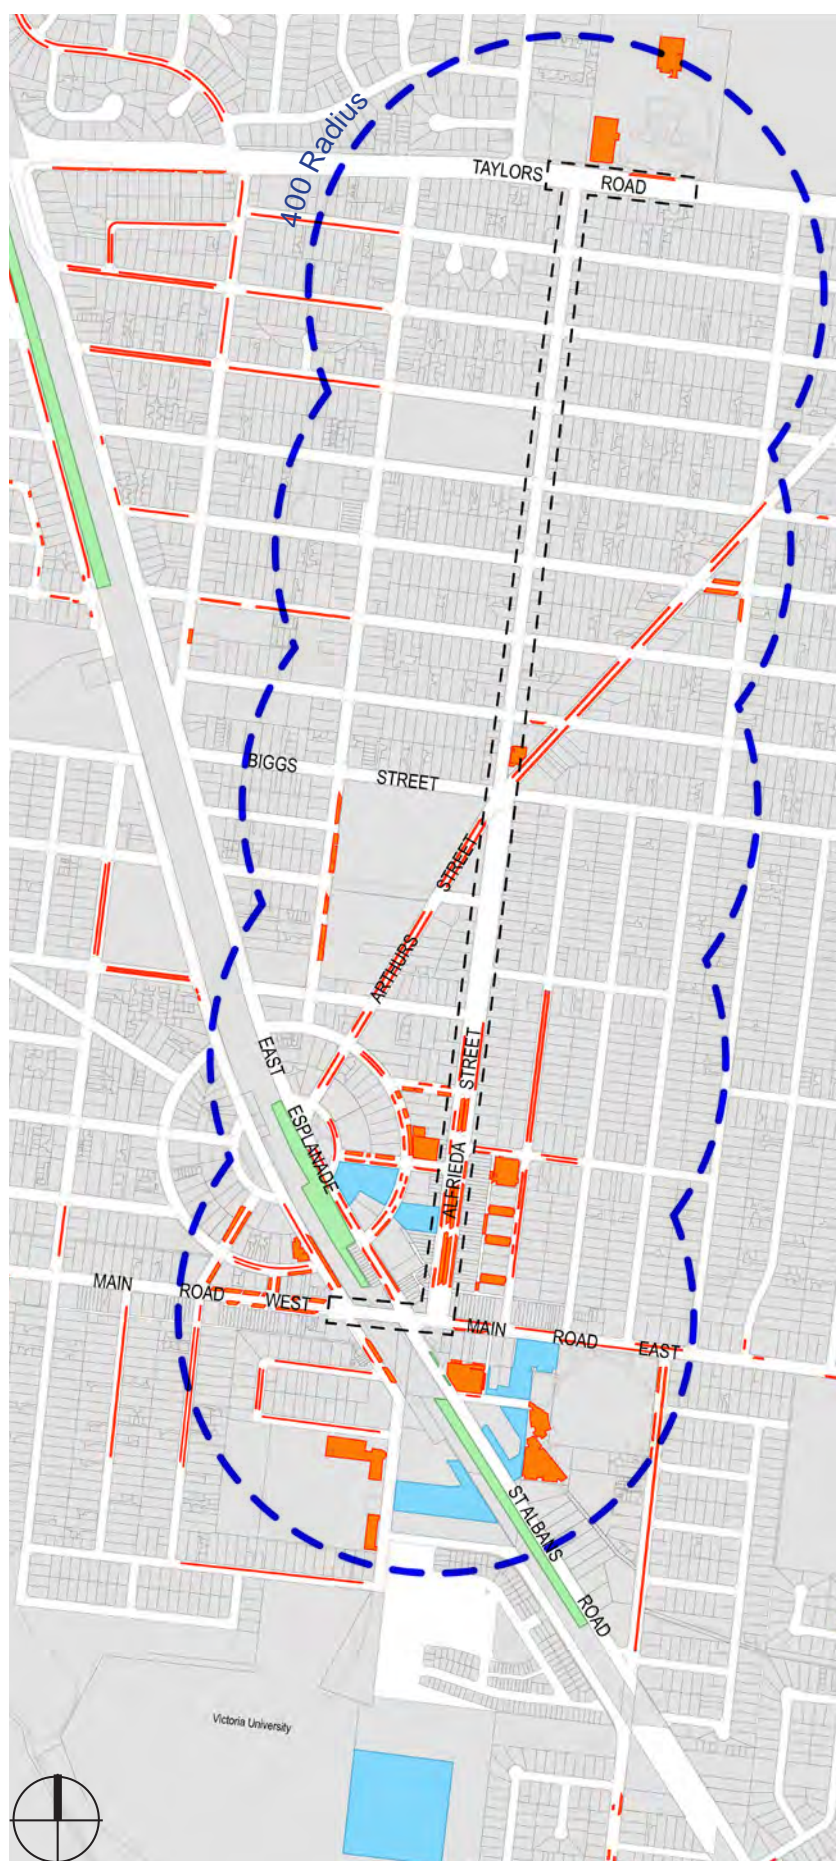 400 Radius
TAYLORS
ROAD
BIGGS
STREET
ARTHURS
STREET
EAST
ESPLANADE
ALFRIEDA
STREET
MAIN
ROAD
WEST
MAIN
ROAD
EAST
ST ALBANS
ROAD
Victoria University